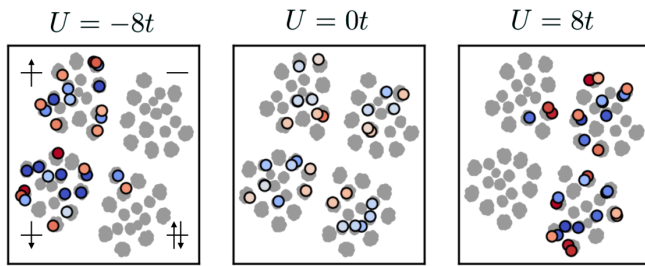 U = −8t
U = 0t
U = 8t